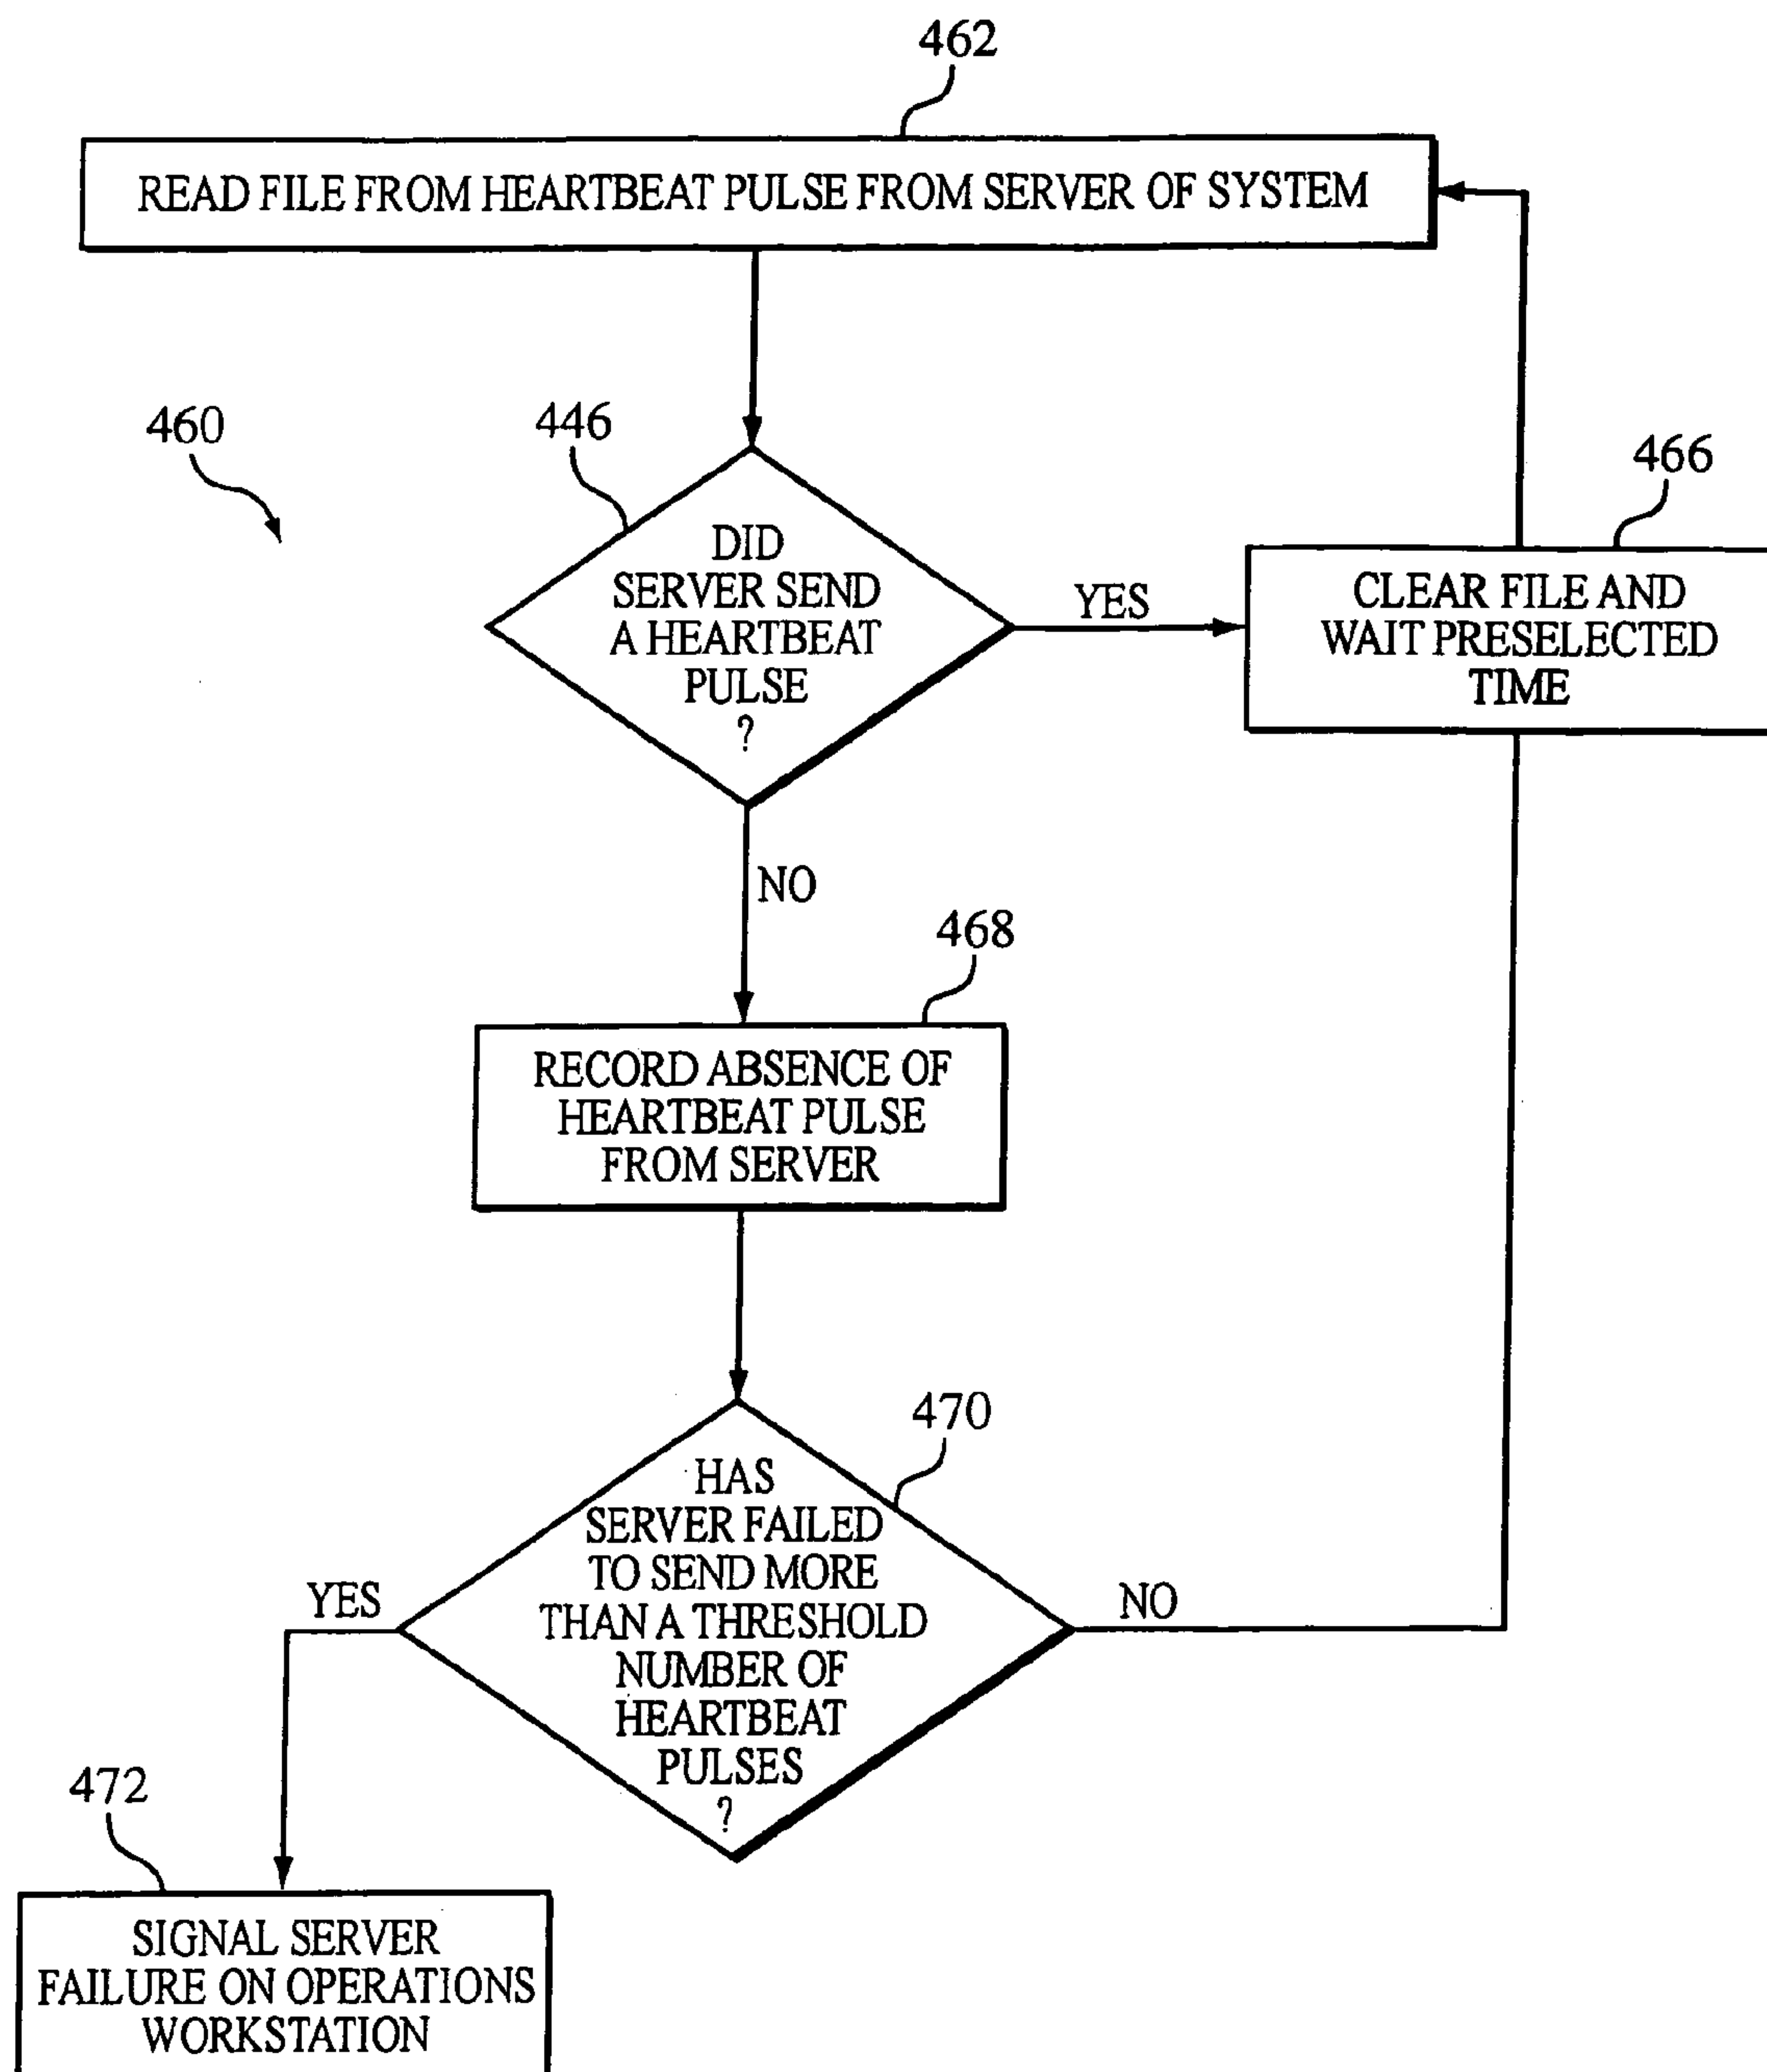 462
READ FILE FROM HEARTBEAT PULSE FROM SERVER OF SYSTEM
460
446
DID
SERVER SEND
A HEARTBEAT
PULSE
?
YES
466
CLEAR FILE AND
WAIT PRESELECTED
TIME
NO
468
RECORD ABSENCE OF
HEARTBEAT PULSE
FROM SERVER
470
HAS
SERVER FAILED
TO SEND MORE
THAN A THRESHOLD
NUMBER OF
HEARTBEAT
PULSES
?
YES
NO
472
SIGNAL SERVER
FAILURE ON OPERATIONS
WORKSTATION